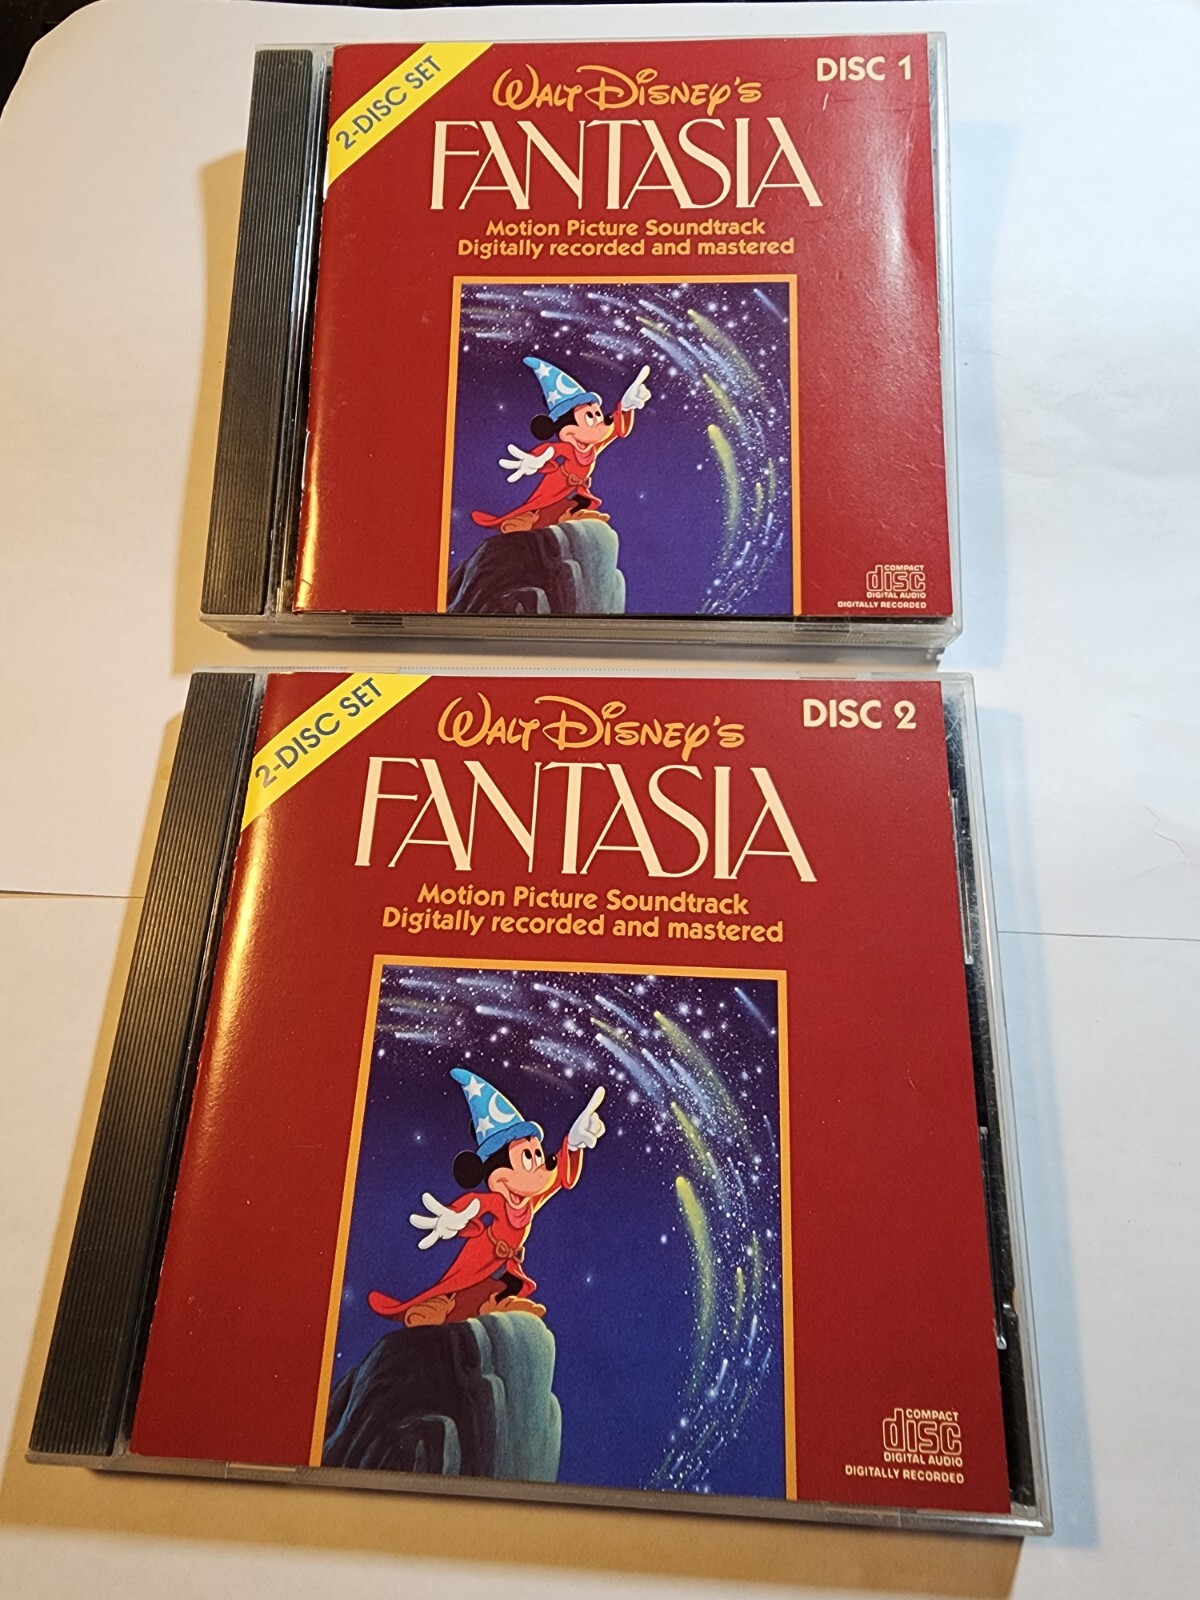 2-DISC SET
DISC 1
WALT DISNEY'S
FANTASIA
Motion Picture Soundtrack
Digitally recorded and mastered
COMPACT
disc
DIGITAL AUDIO
DIGITALLY RECORDED
2-DISC SET
DISC 2
WALT DISNEY'S
FANTASIA
Motion Picture Soundtrack
Digitally recorded and mastered
COMPACT
disc
DIGITAL AUDIO
DIGITALLY RECORDED